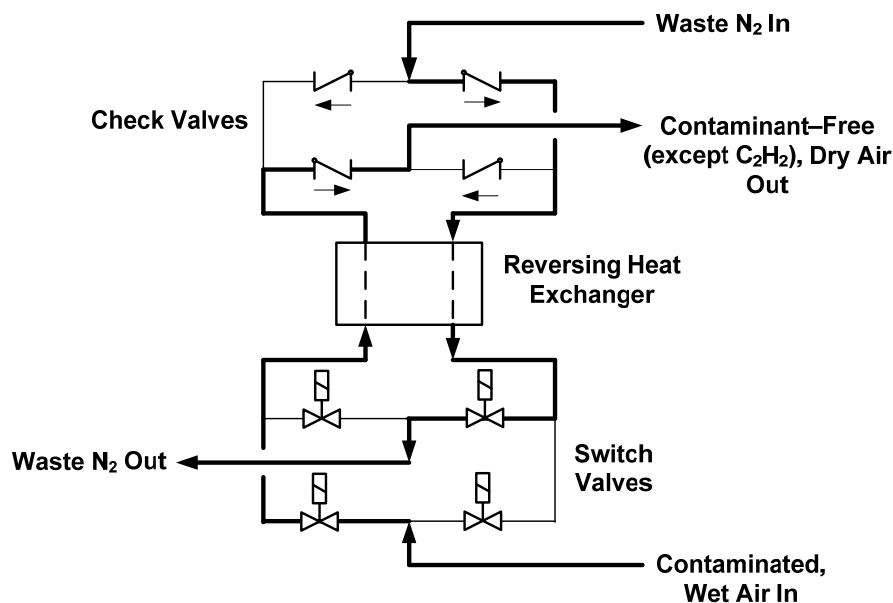 Waste N₂ In
Check Valves
Contaminant–Free
(except C₂H₂), Dry Air
Out
Reversing Heat
Exchanger
Waste N₂ Out
Switch
Valves
Contaminated,
Wet Air In